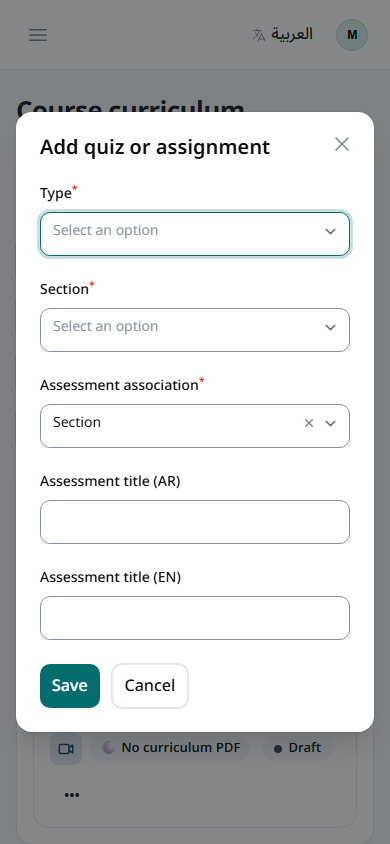 العربية
M
Course curriculum
Add quiz or assignment
Type*
Select an option
Section*
Select an option
Assessment association*
Section
Assessment title (AR)
Assessment title (EN)
Save
Cancel
No curriculum PDF
Draft